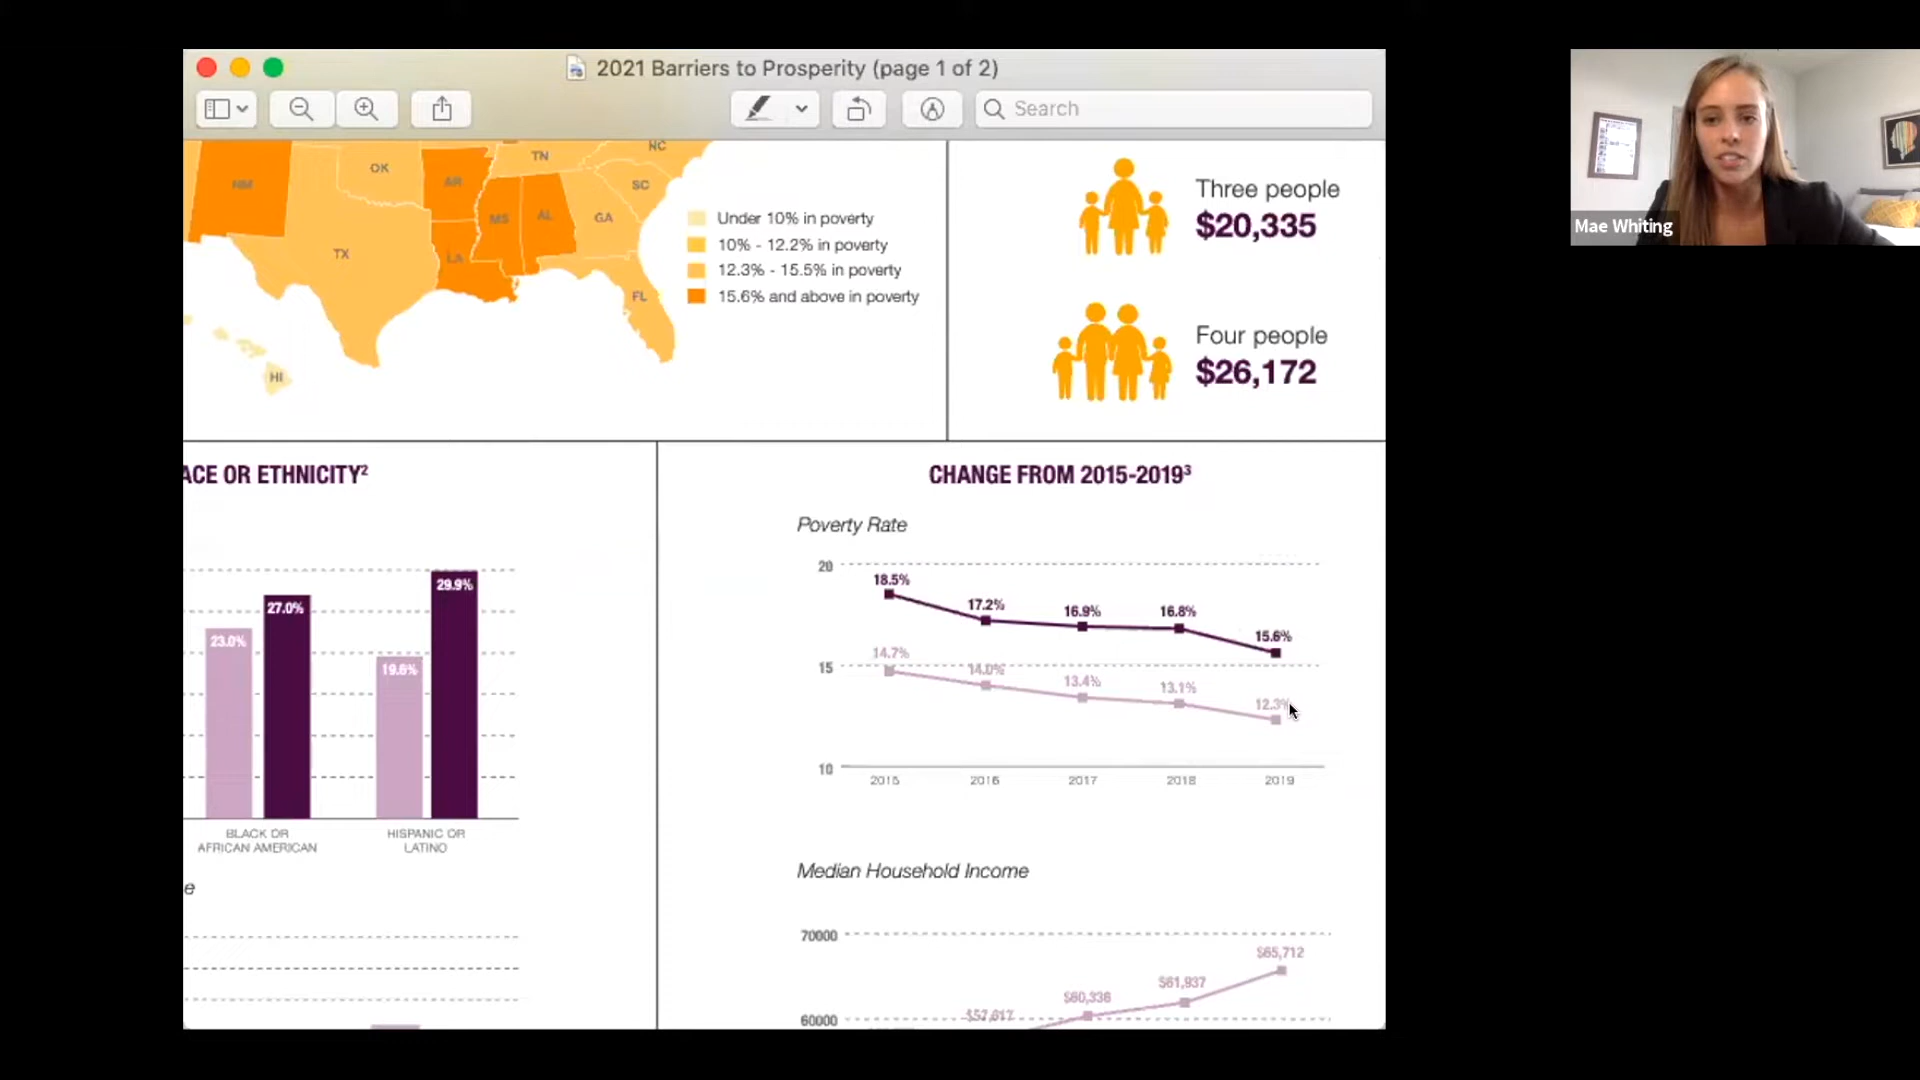 2021 Barriers to Prosperity (page 1 of 2)
Search
Mae Whiting
NM
OK
AR
TN
NC
SC
MS
AL
GA
TX
LA
FL
HI
Under 10% in poverty
10% - 12.2% in poverty
12.3% - 15.5% in poverty
15.6% and above in poverty
Three people
$20,335
Four people
$26,172
ACE OR ETHNICITY²
23.0%
27.0%
19.6%
29.9%
BLACK OR
AFRICAN AMERICAN
HISPANIC OR
LATINO
e
CHANGE FROM 2015-2019³
Poverty Rate
20
18.5%
17.2%
16.9%
16.8%
15.6%
15
14.7%
14.0%
13.4%
13.1%
12.3%
10
2015
2016
2017
2018
2019
Median Household Income
70000
$65,712
$61,937
$60,336
$57,617
60000